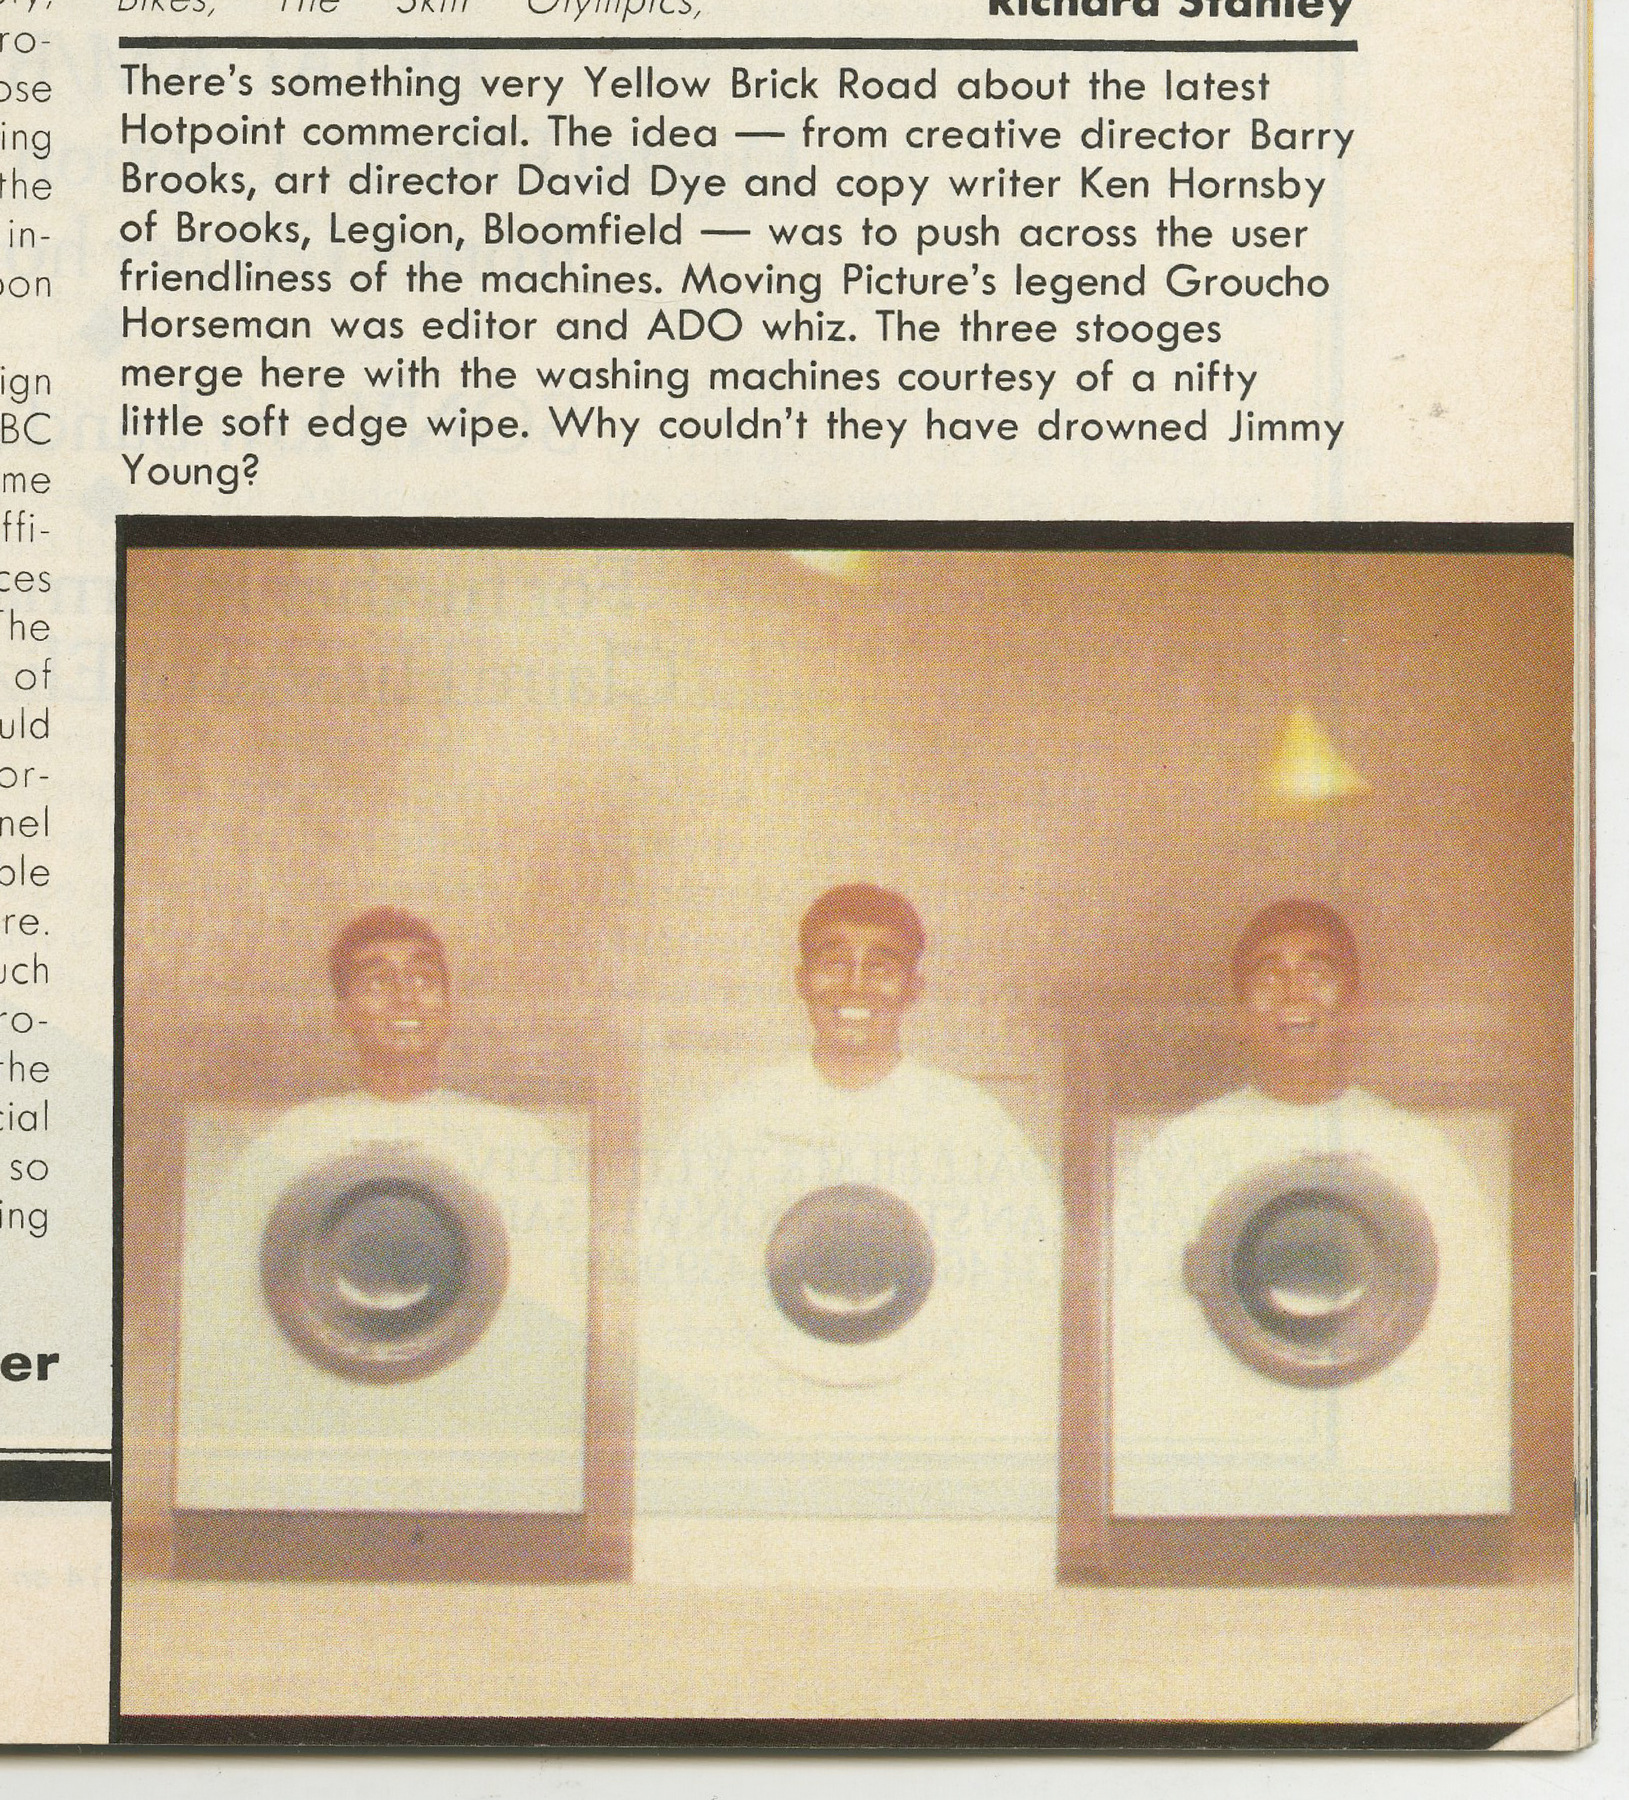 ro-
ose
ing
the
in-
oon
ign
BC
me
ffi-
ces
The
of
uld
or-
nel
ple
re.
uch
ro-
the
cial
so
ing
er
Bikes, The Skill Olympics,
Richard Stanley
There's something very Yellow Brick Road about the latest
Hotpoint commercial. The idea — from creative director Barry
Brooks, art director David Dye and copy writer Ken Hornsby
of Brooks, Legion, Bloomfield — was to push across the user
friendliness of the machines. Moving Picture's legend Groucho
Horseman was editor and ADO whiz. The three stooges
merge here with the washing machines courtesy of a nifty
little soft edge wipe. Why couldn't they have drowned Jimmy
Young?